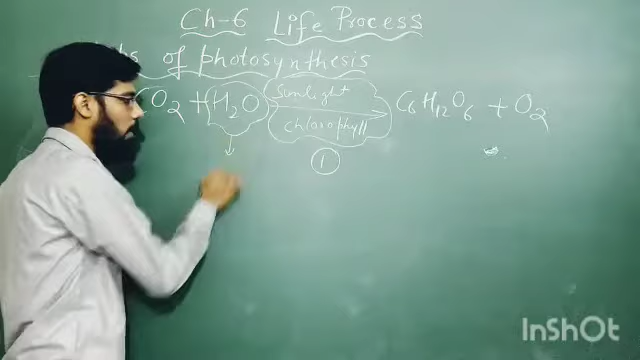 Ch-6 Life Process
of photosynthesis
O2 + H2O Sunlight chlorophyll C6H12O6 + O2
↓ 1
InShOt